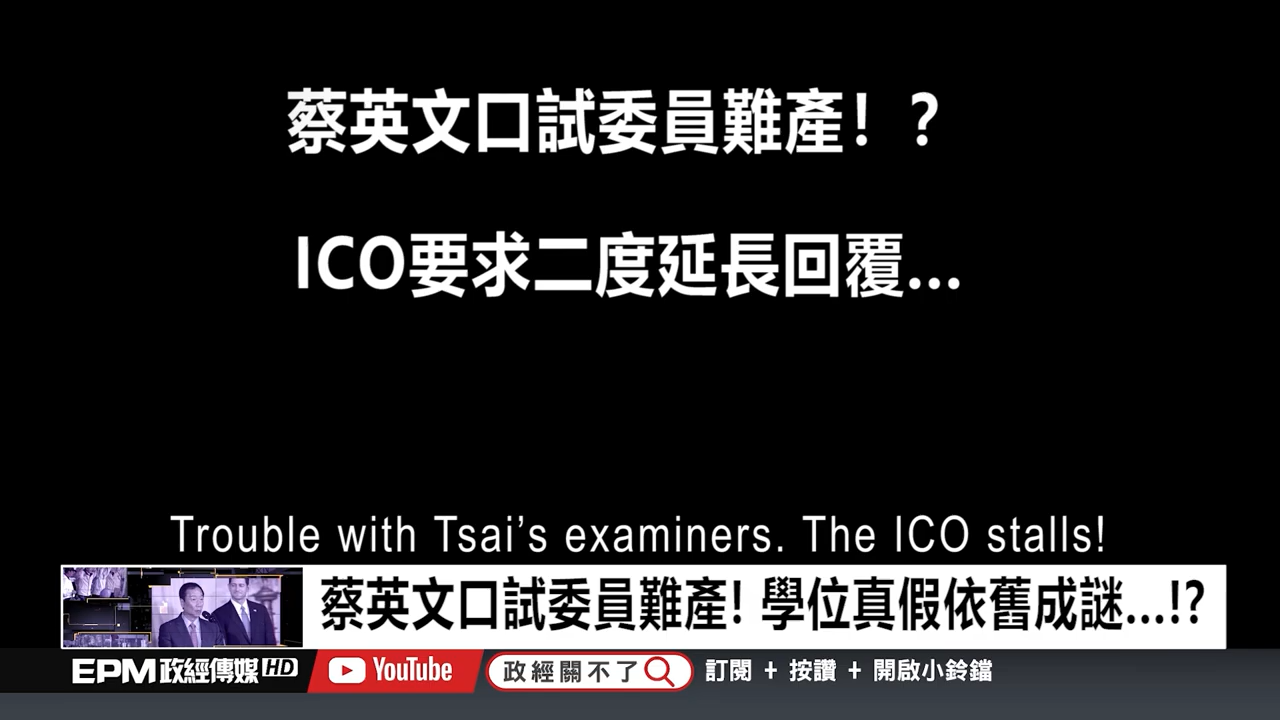 蔡英文口試委員難產！？
ICO要求二度延長回覆...
Trouble with Tsai's examiners. The ICO stalls!
蔡英文口試委員難產! 學位真假依舊成謎...!?
EPM政經傳媒HD YouTube 政經關不了 訂閱 + 按讚 + 開啟小鈴鐺